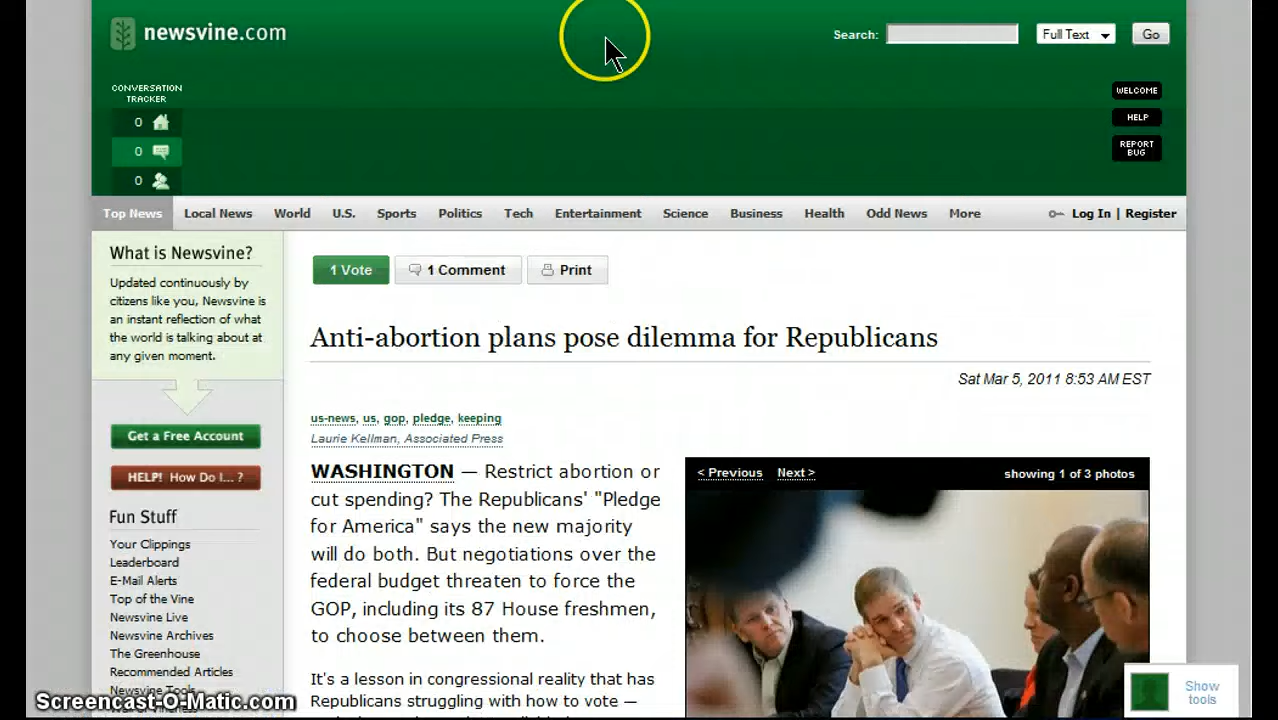 newsvine.com
Search:
Full Text
Go
CONVERSATION
TRACKER
0
0
0
WELCOME
HELP
REPORT
BUG
Top News
Local News
World
U.S.
Sports
Politics
Tech
Entertainment
Science
Business
Health
Odd News
More
Log In | Register
What is Newsvine?
Updated continuously by
citizens like you, Newsvine is
an instant reflection of what
the world is talking about at
any given moment.
Get a Free Account
HELP! How Do I... ?
Fun Stuff
Your Clippings
Leaderboard
E-Mail Alerts
Top of the Vine
Newsvine Live
Newsvine Archives
The Greenhouse
Recommended Articles
Newsvine Tools
1 Vote
1 Comment
Print
Anti-abortion plans pose dilemma for Republicans
Sat Mar 5, 2011 8:53 AM EST
us-news, us, gop, pledge, keeping
Laurie Kellman, Associated Press
WASHINGTON — Restrict abortion or
cut spending? The Republicans' "Pledge
for America" says the new majority
will do both. But negotiations over the
federal budget threaten to force the
GOP, including its 87 House freshmen,
to choose between them.
It's a lesson in congressional reality that has
Republicans struggling with how to vote —
< Previous
Next >
showing 1 of 3 photos
Show
tools
Screencast-O-Matic.com